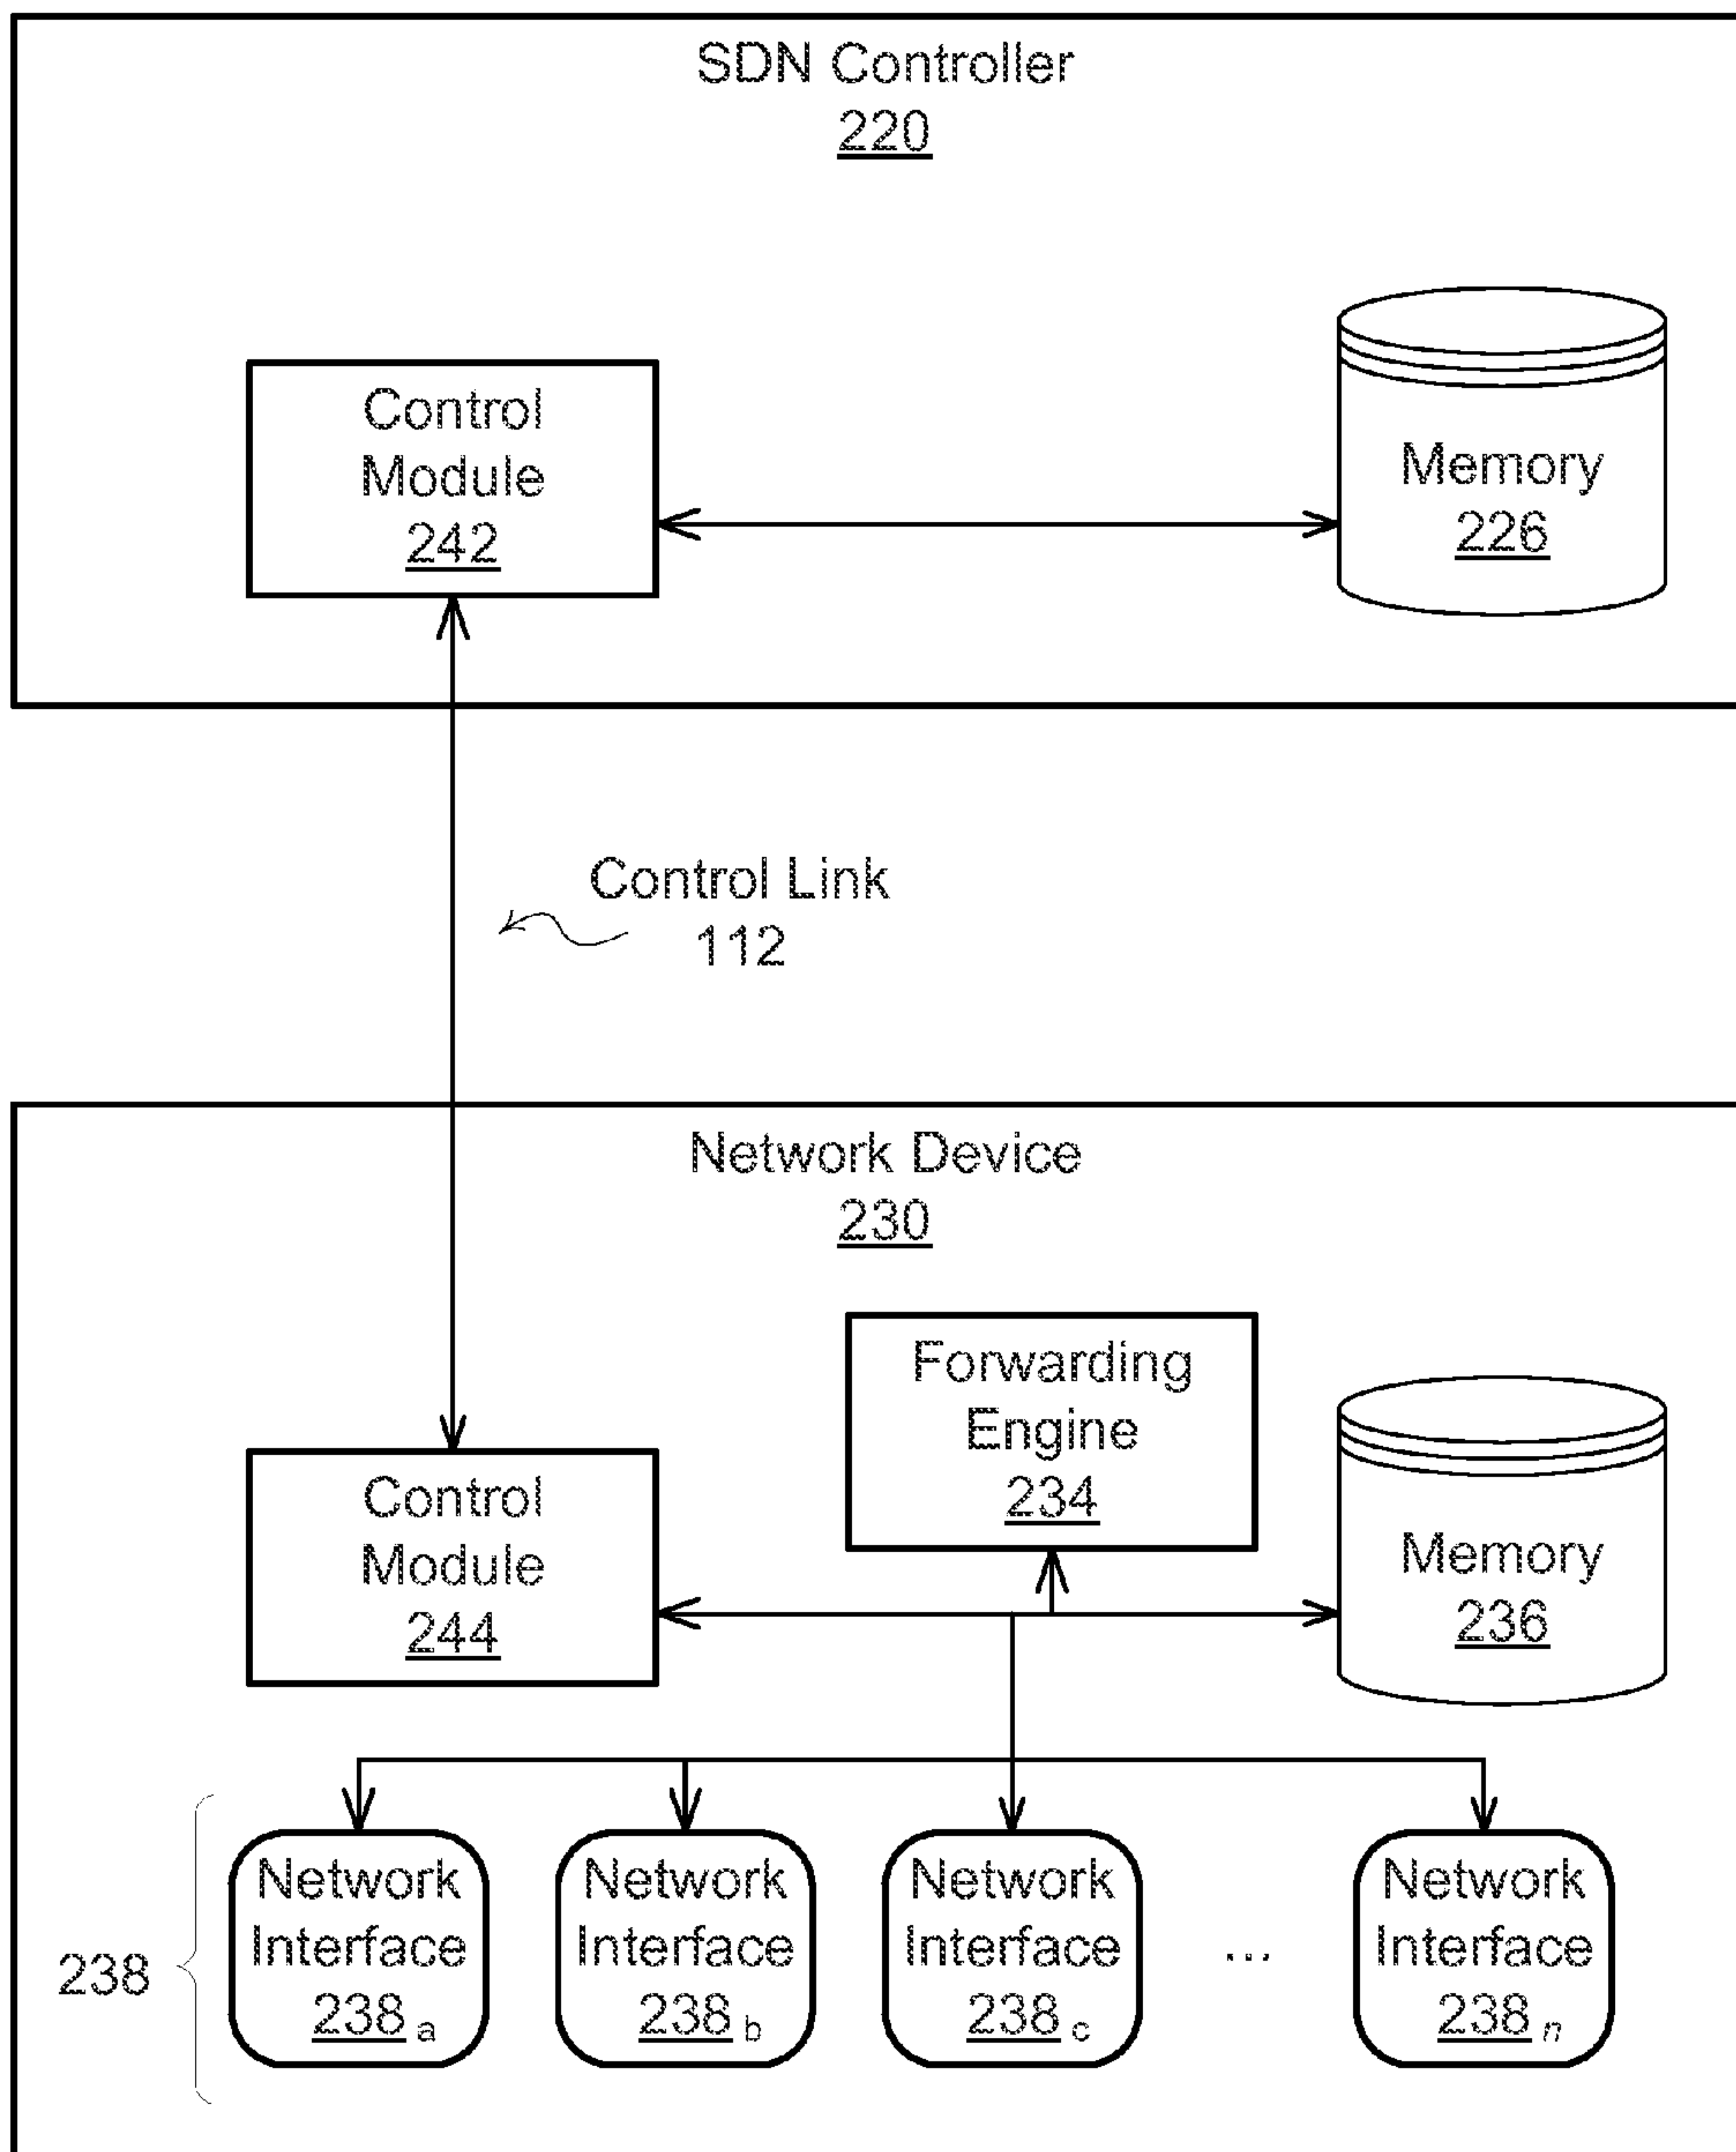 SDN Controller
220
Control
Module
242
Memory
226
Control Link
112
Network Device
230
Forwarding
Engine
234
Control
Module
244
Memory
236
238
Network
Interface
238 a
Network
Interface
238 b
Network
Interface
238 c
...
Network
Interface
238 n